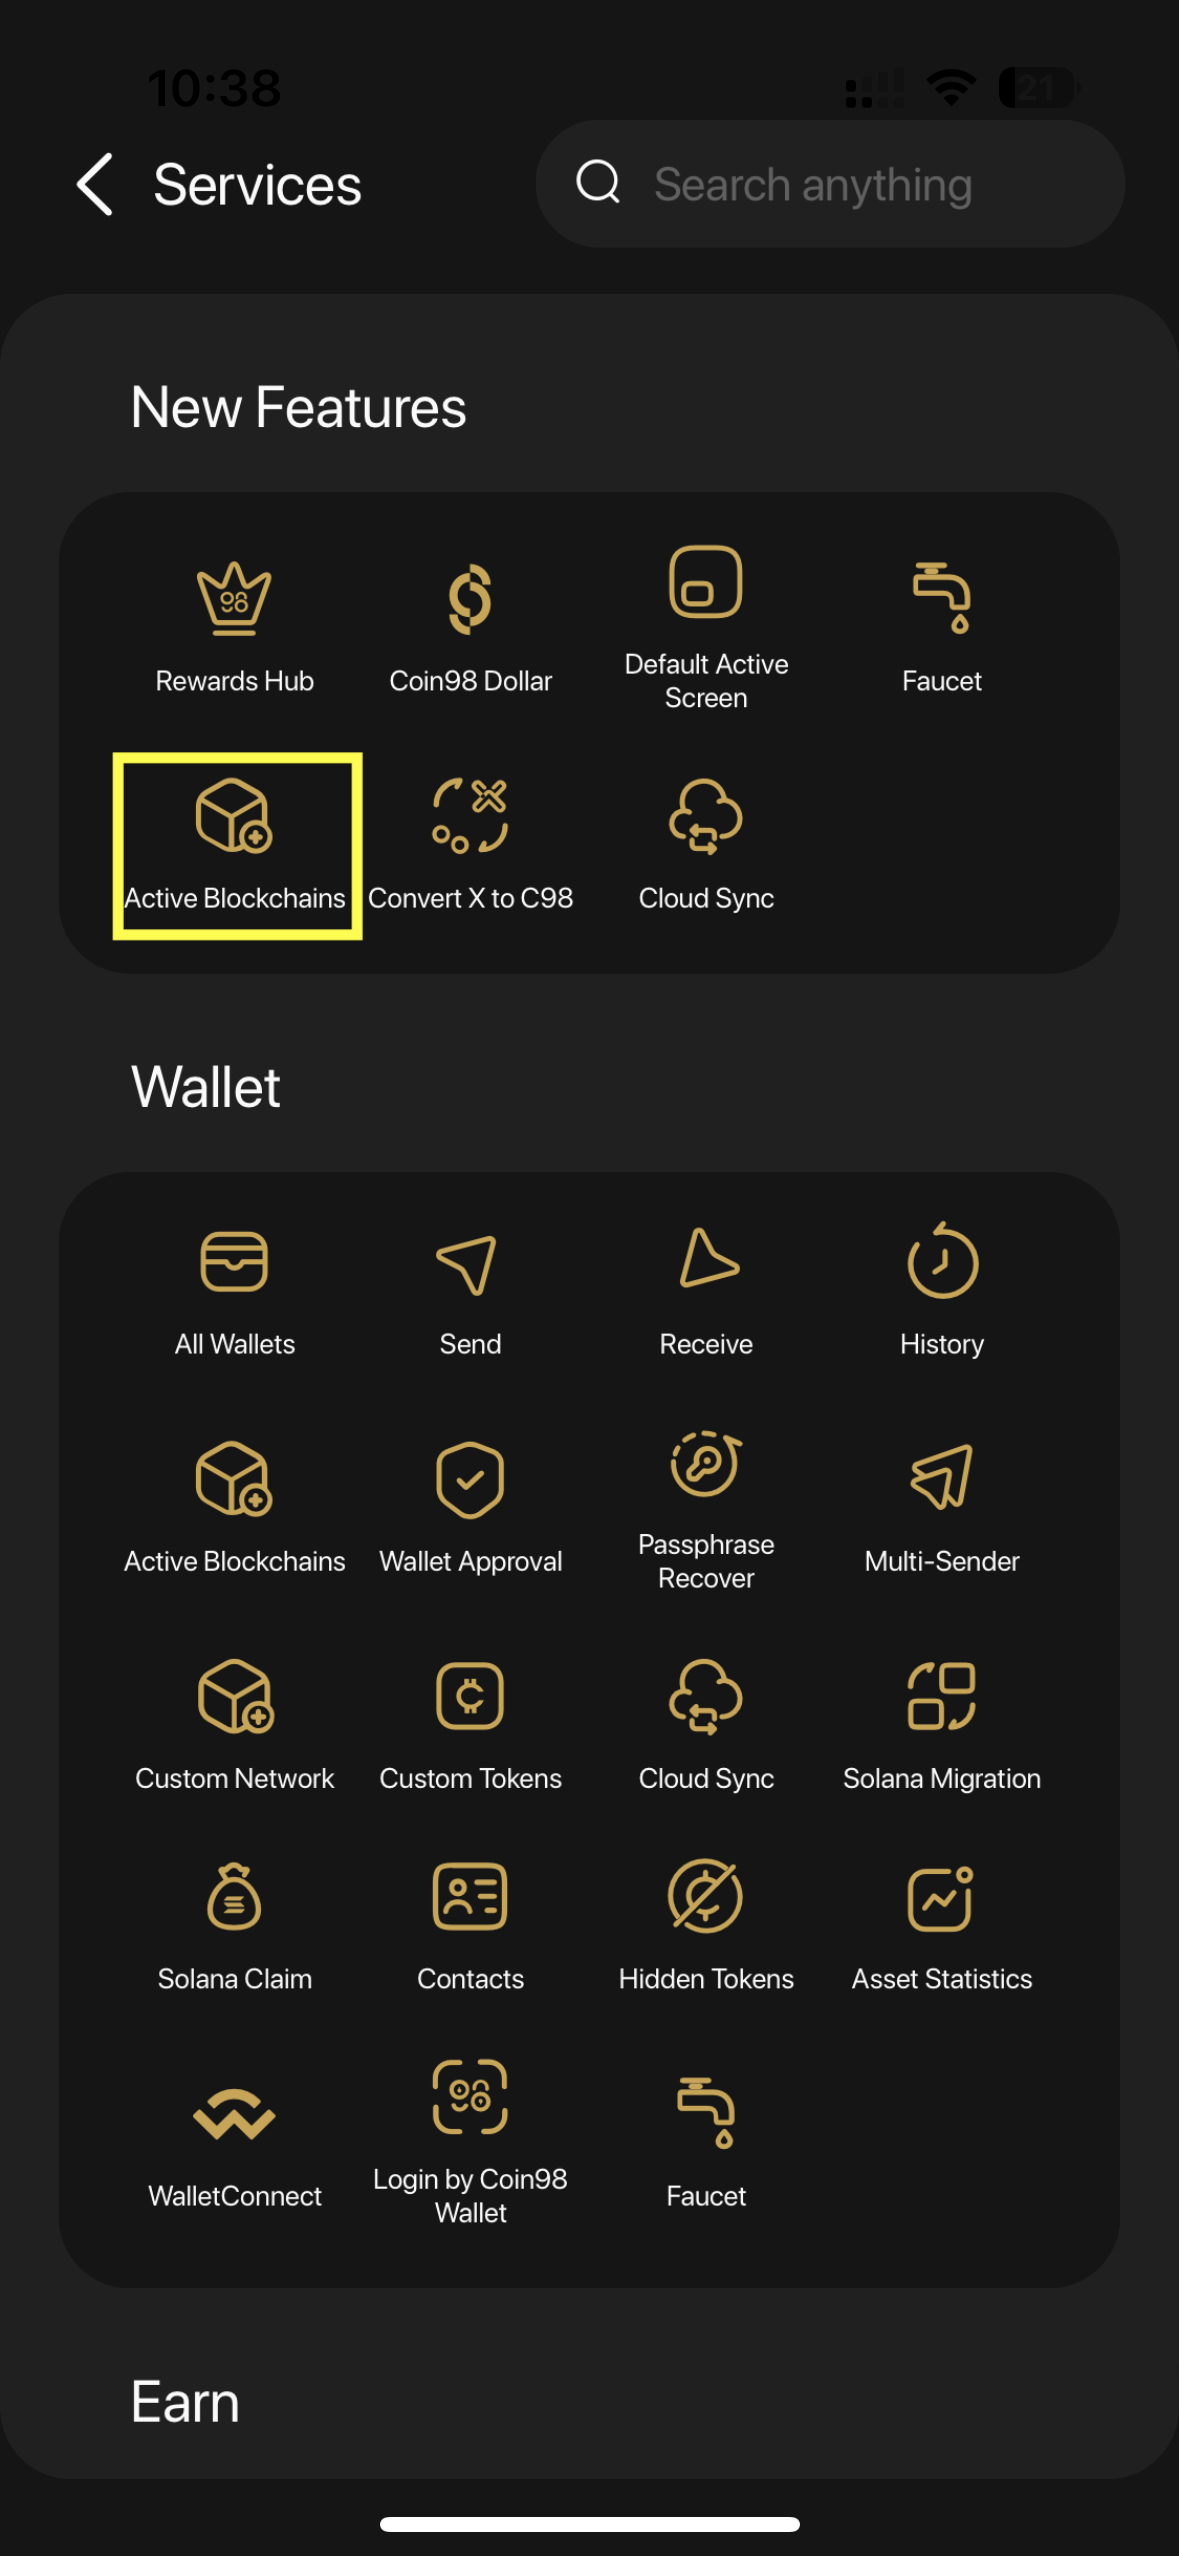 10:38
21
Services
Search anything
New Features
Rewards Hub
Coin98 Dollar
Default Active
Screen
Faucet
Active Blockchains
Convert X to C98
Cloud Sync
Wallet
All Wallets
Send
Receive
History
Active Blockchains
Wallet Approval
Passphrase
Recover
Multi-Sender
Custom Network
Custom Tokens
Cloud Sync
Solana Migration
Solana Claim
Contacts
Hidden Tokens
Asset Statistics
WalletConnect
Login by Coin98
Wallet
Faucet
Earn